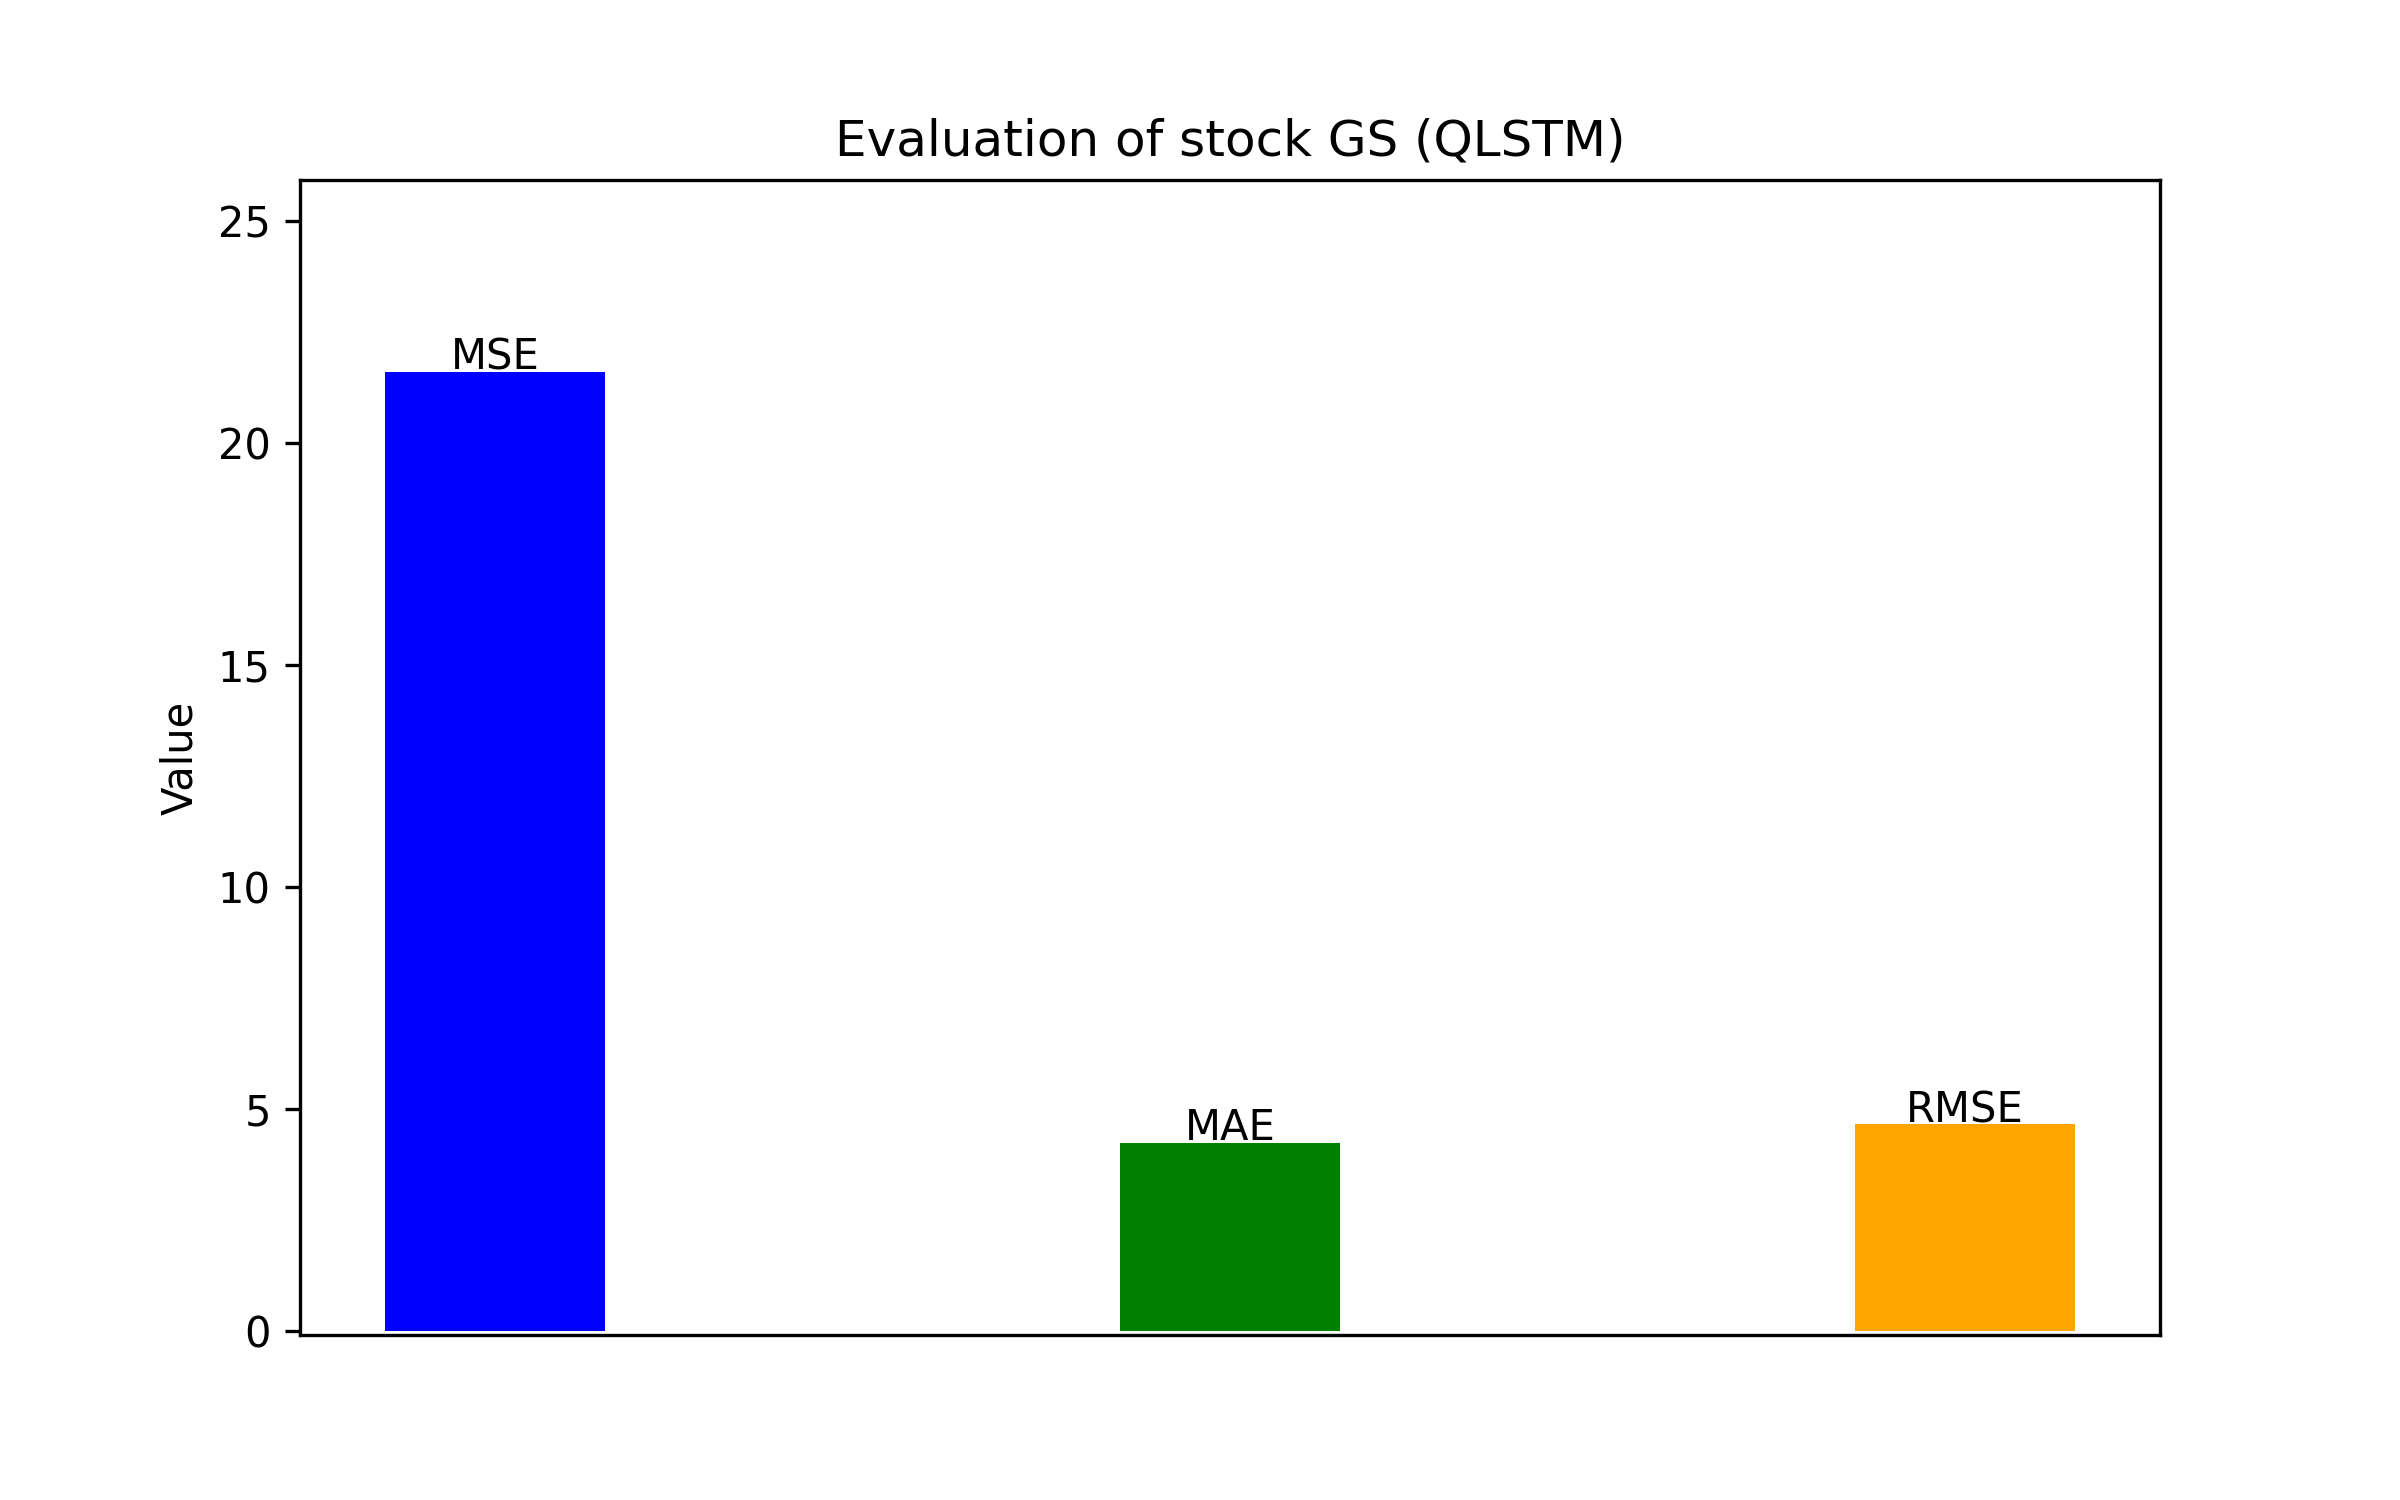 Evaluation of stock GS (QLSTM)
25
20
15
10
5
0
Value
MSE
MAE
RMSE